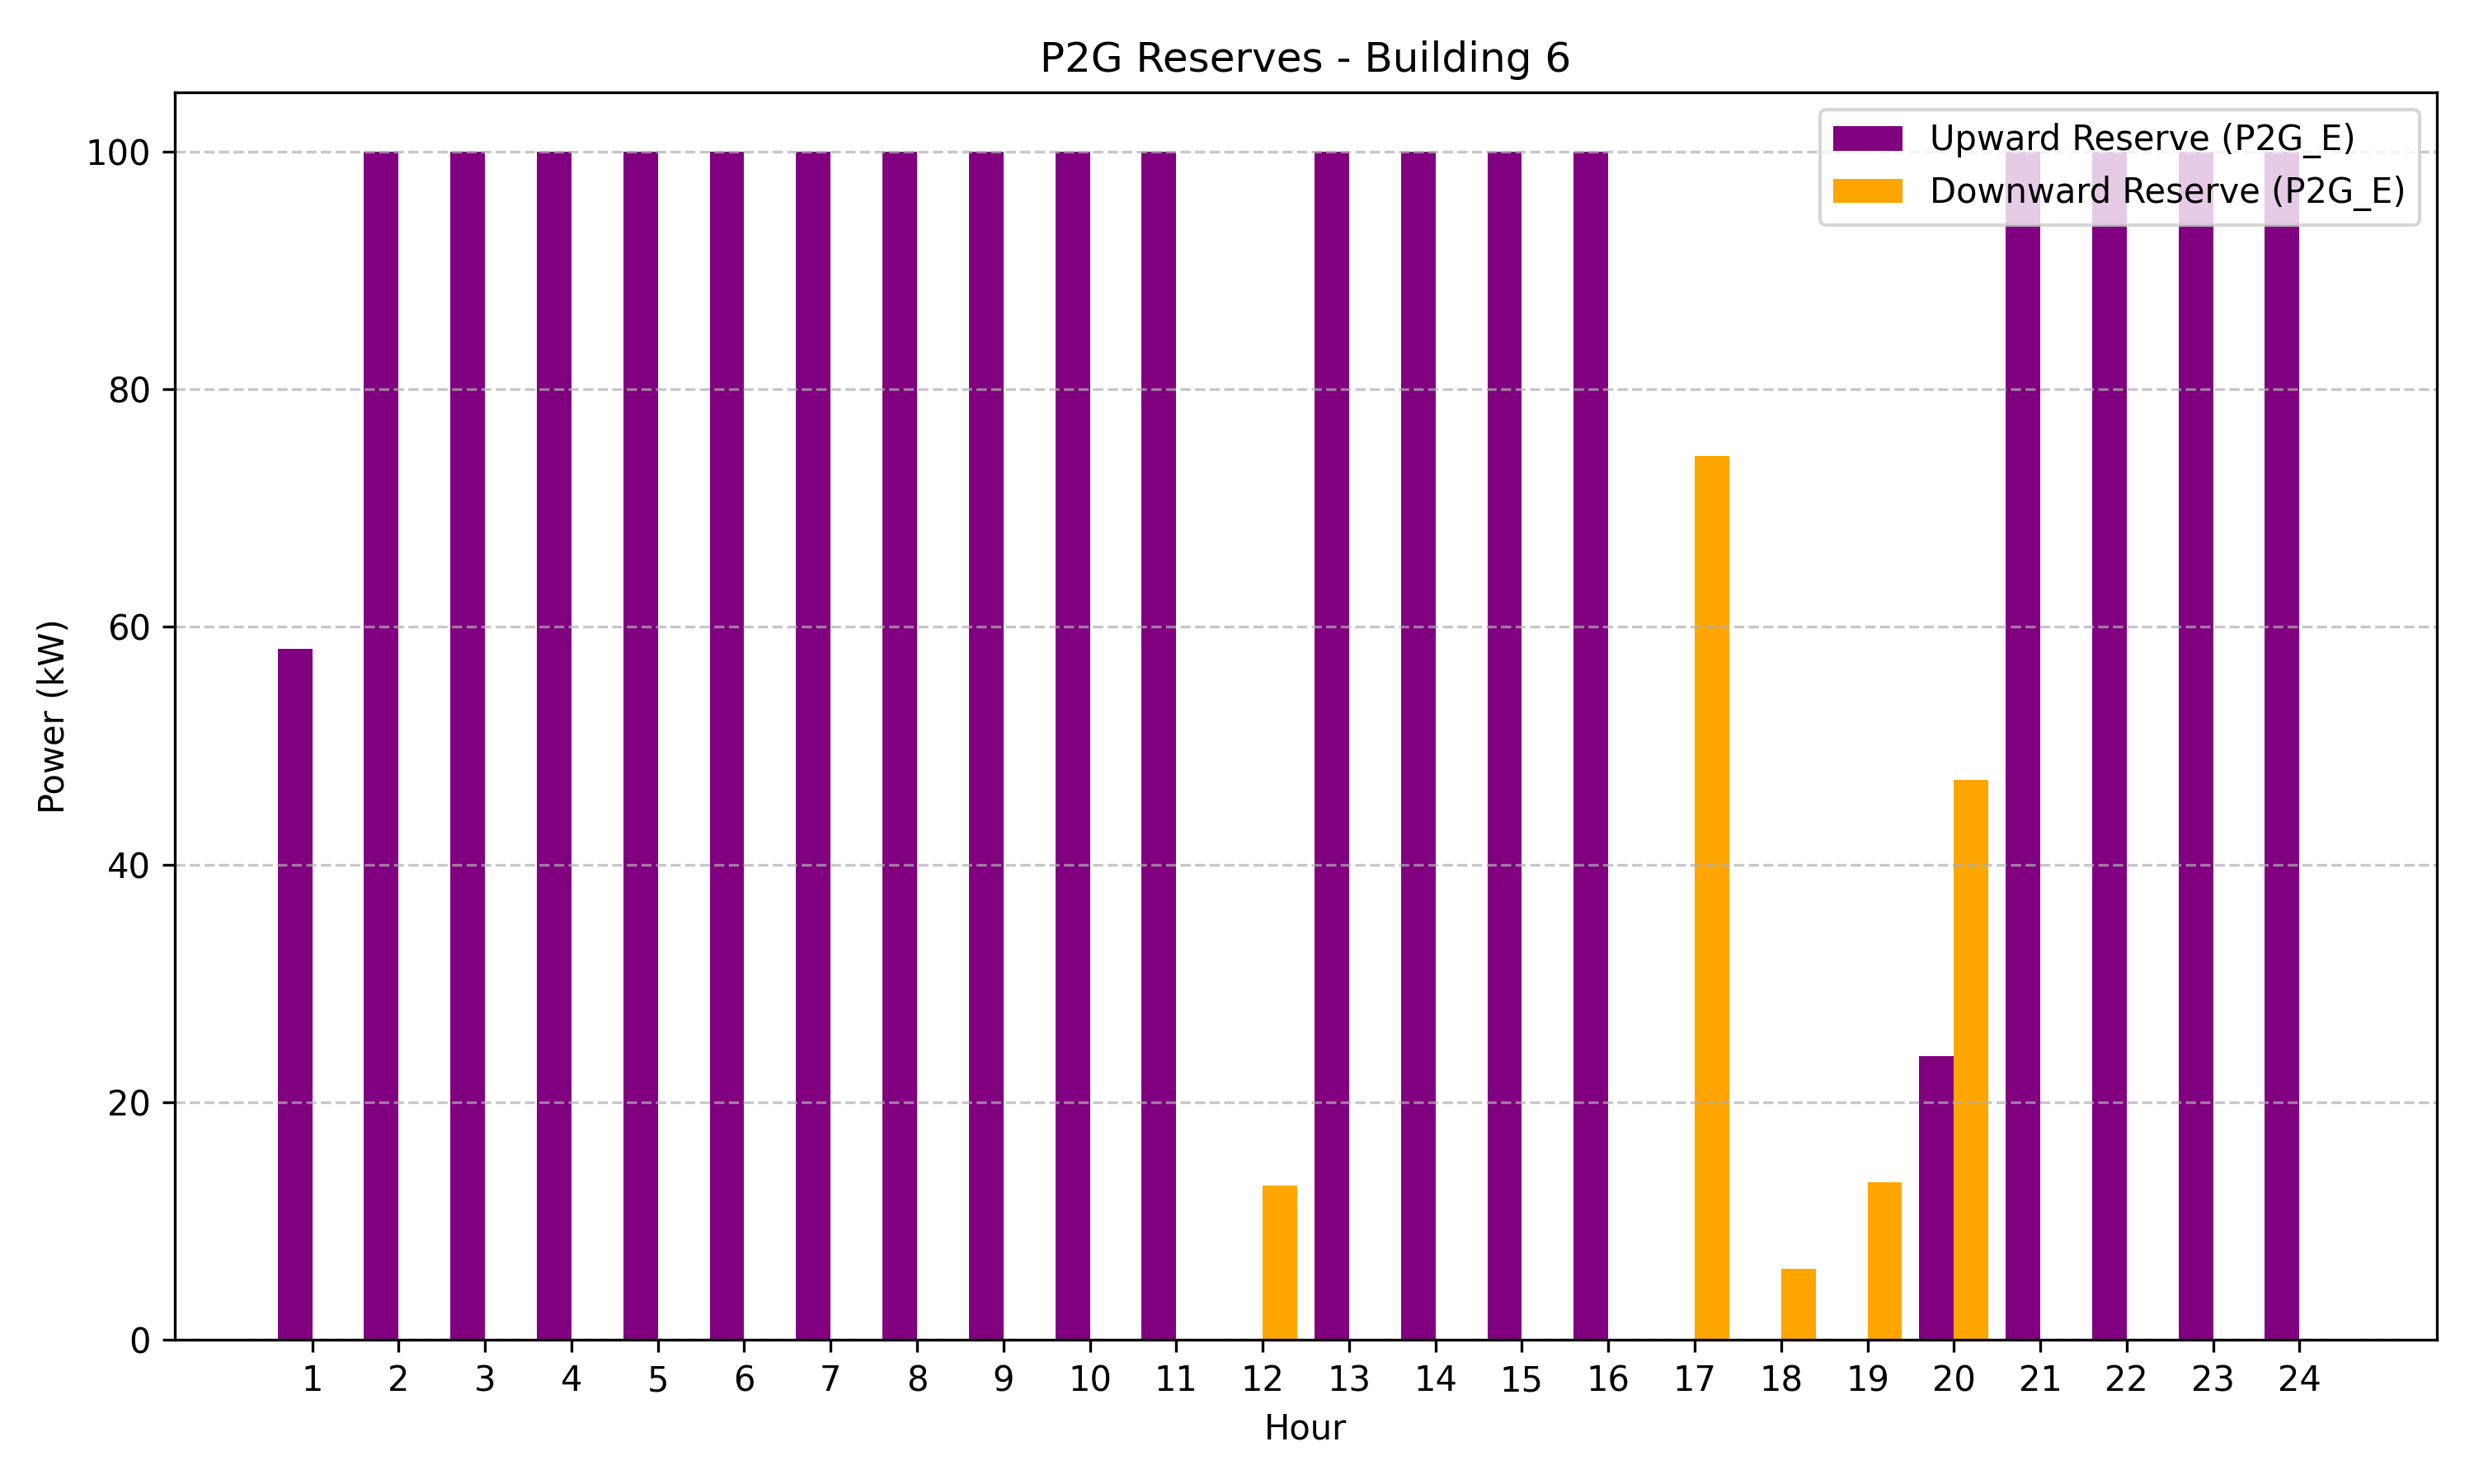 P2G Reserves - Building 6
Upward Reserve (P2G_E)
Downward Reserve (P2G_E)
Power (kW)
100
80
60
40
20
0
1 2 3 4 5 6 7 8 9 10 11 12 13 14 15 16 17 18 19 20 21 22 23 24
Hour